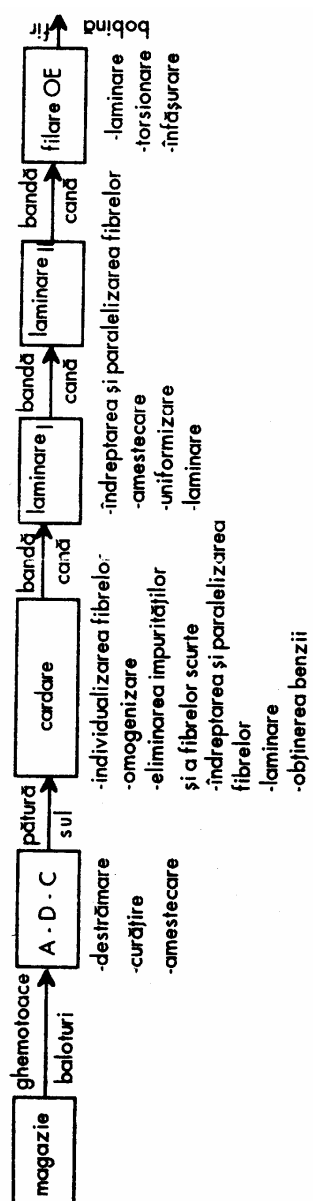 magazie
ghemotoace
baloturi
A - D - C
-destrămare
-curățire
-amestecare
pătură
sul
cardare
-individualizarea fibrelor
-omogenizare
-eliminarea impurităților
și a fibrelor scurte
-îndreptarea și paralelizarea
fibrelor
-laminare
-obținerea benzii
bandă
cană
laminare I
-îndreptarea și paralelizarea fibrelor
-amestecare
-uniformizare
-laminare
bandă
cană
laminare II
bandă
cană
filare OE
-laminare
-torsionare
-înfășurare
fir
bobină